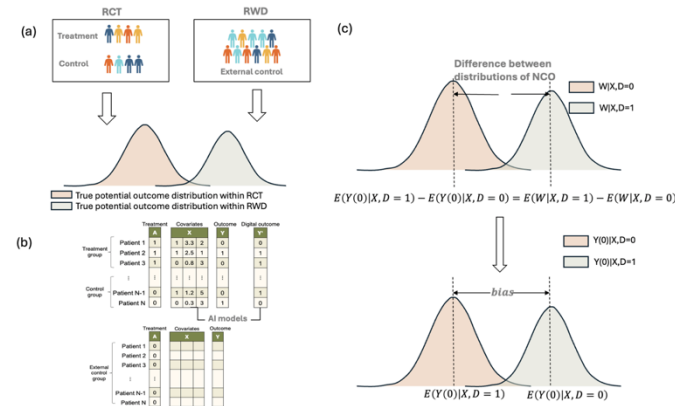 (a)
RCT
RWD
Treatment
Control
External control
True potential outcome distribution within RCT
True potential outcome distribution within RWD
(b)
Treatment Covariates Outcome Digital outcome
A X Y Y'
Treatment group
Patient 1 1 1 3.3 2 0 0
Patient 2 1 1 2.5 1 1 1
Patient 3 1 0 0.8 3 0 1
Control group
Patient N-1 0 1 1.2 5 0 1
Patient N 0 0 0.3 3 1 0
AI models
Treatment Covariates Outcome
A X Y
External control group
Patient 1 0
Patient 2 0
Patient 3 0
Patient N-1 0
Patient N 0
(c)
Difference between
distributions of NCO
W|X,D=0
W|X,D=1
E(Y(0)|X, D = 1) − E(Y(0)|X, D = 0) = E(W|X, D = 1) − E(W|X, D = 0)
Y(0)|X,D=0
Y(0)|X,D=1
bias
E(Y(0)|X, D = 1) E(Y(0)|X, D = 0)